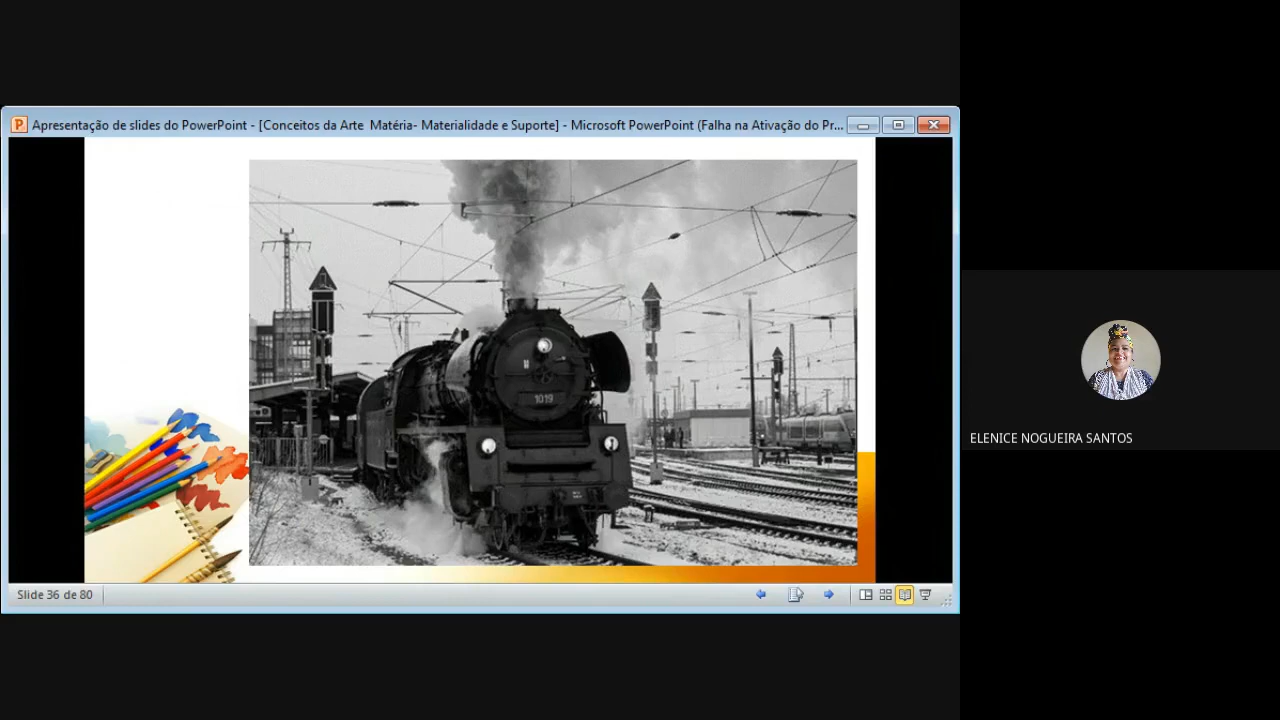 Apresentação de slides do PowerPoint - [Conceitos da Arte Matéria- Materialidade e Suporte] - Microsoft PowerPoint (Falha na Ativação do Pr...
1019
ELENICE NOGUEIRA SANTOS
Slide 36 de 80